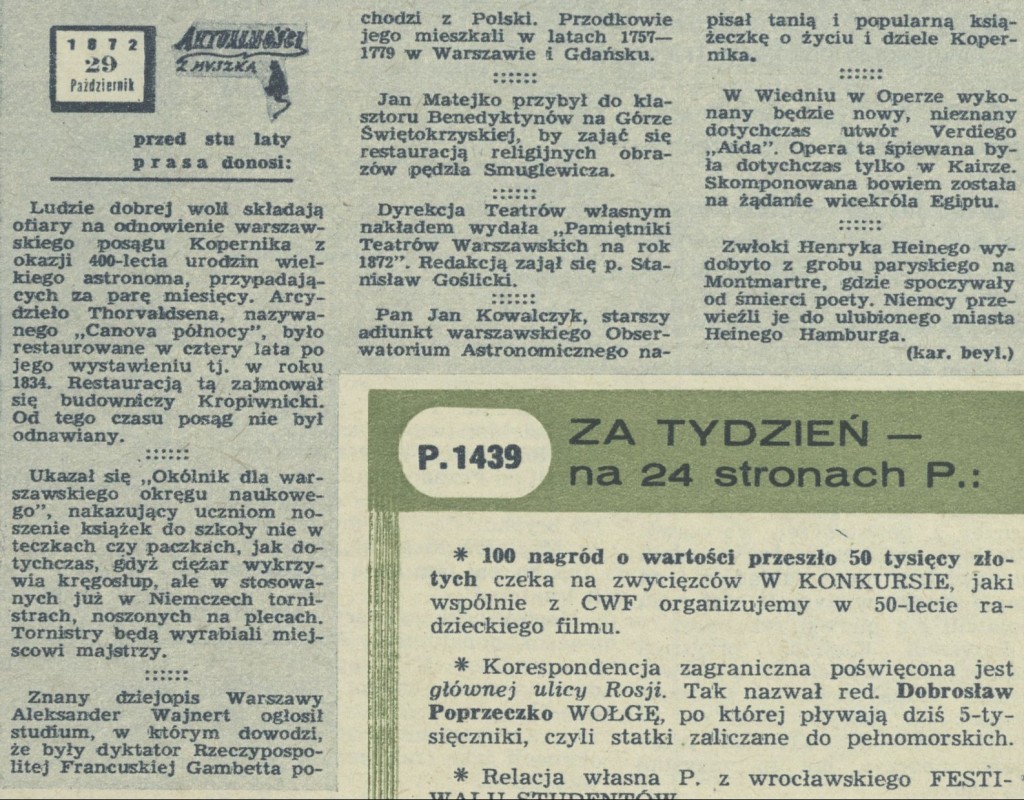 1872
29
Październik
AKTUALNOŚCI
Z MYSZKĄ
przed stu laty
prasa donosi:
Ludzie dobrej woli składają
ofiary na odnowienie warszaw-
skiego posągu Kopernika z
okazji 400-lecia urodzin wiel-
kiego astronoma, przypadają-
cych za parę miesięcy. Arcy-
dzieło Thorvaldsena, nazywa-
nego „Canova północy”, było
restaurowane w cztery lata po
jego wystawieniu tj. w roku
1834. Restauracją tą zajmował
się budowniczy Kropiwnicki.
Od tego czasu posąg nie był
odnawiany.
Ukazał się „Okólnik dla war-
szawskiego okręgu naukowe-
go”, nakazujący uczniom no-
szenie książek do szkoły nie w
teczkach czy paczkach, jak do-
tychczas, gdyż ciężar wykrzy-
wia kręgosłup, ale w stosowa-
nych już w Niemczech torni-
strach, noszonych na plecach.
Tornistry będą wyrabiali miej-
scowi majstrzy.
Znany dziejopis Warszawy
Aleksander Wajnert ogłosił
studium, w którym dowodzi,
że były dyktator Rzeczypospo-
litej Francuskiej Gambetta po-
chodzi z Polski. Przodkowie
jego mieszkali w latach 1757—
1779 w Warszawie i Gdańsku.
Jan Matejko przybył do kla-
sztoru Benedyktynów na Górze
Świętokrzyskiej, by zająć się
restauracją religijnych obra-
zów pędzla Smuglewicza.
Dyrekcja Teatrów własnym
nakładem wydała „Pamiętniki
Teatrów Warszawskich na rok
1872”. Redakcją zajął się p. Sta-
nisław Goślicki.
Pan Jan Kowalczyk, starszy
adiunkt warszawskiego Obser-
watorium Astronomicznego na-
pisał tanią i popularną ksią-
żeczkę o życiu i dziele Koper-
nika.
W Wiedniu w Operze wyko-
nany będzie nowy, nieznany
dotychczas utwór Verdiego
„Aida”. Opera ta śpiewana by-
ła dotychczas tylko w Kairze.
Skomponowana bowiem została
na żądanie wicekróla Egiptu.
Zwłoki Henryka Heinego wy-
dobyto z grobu paryskiego na
Montmartre, gdzie spoczywały
od śmierci poety. Niemcy prze-
wieźli je do ulubionego miasta
Heinego Hamburga.
(kar. beyl.)
P. 1439
ZA TYDZIEŃ —
na 24 stronach P.:
* 100 nagród o wartości przeszło 50 tysięcy zło-
tych czeka na zwycięzców W KONKURSIE, jaki
wspólnie z CWF organizujemy w 50-lecie ra-
dzieckiego filmu.
* Korespondencja zagraniczna poświęcona jest
głównej ulicy Rosji. Tak nazwał red. Dobrosław
Poprzeczko WOŁGĘ, po której pływają dziś 5-ty-
sięczniki, czyli statki zaliczane do pełnomorskich.
* Relacja własna P. z wrocławskiego FESTI-
WALU STUDENTÓW